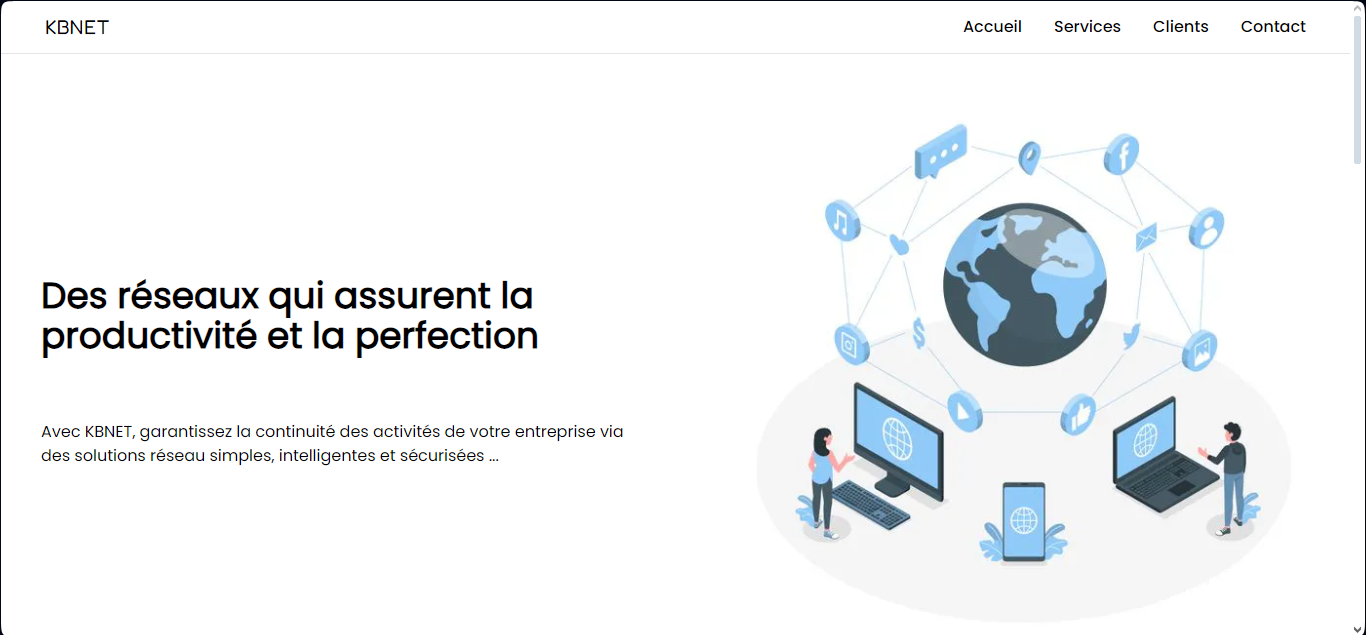 KBNET
Accueil
Services
Clients
Contact
Des réseaux qui assurent la
productivité et la perfection
Avec KBNET, garantissez la continuité des activités de votre entreprise via
des solutions réseau simples, intelligentes et sécurisées ...